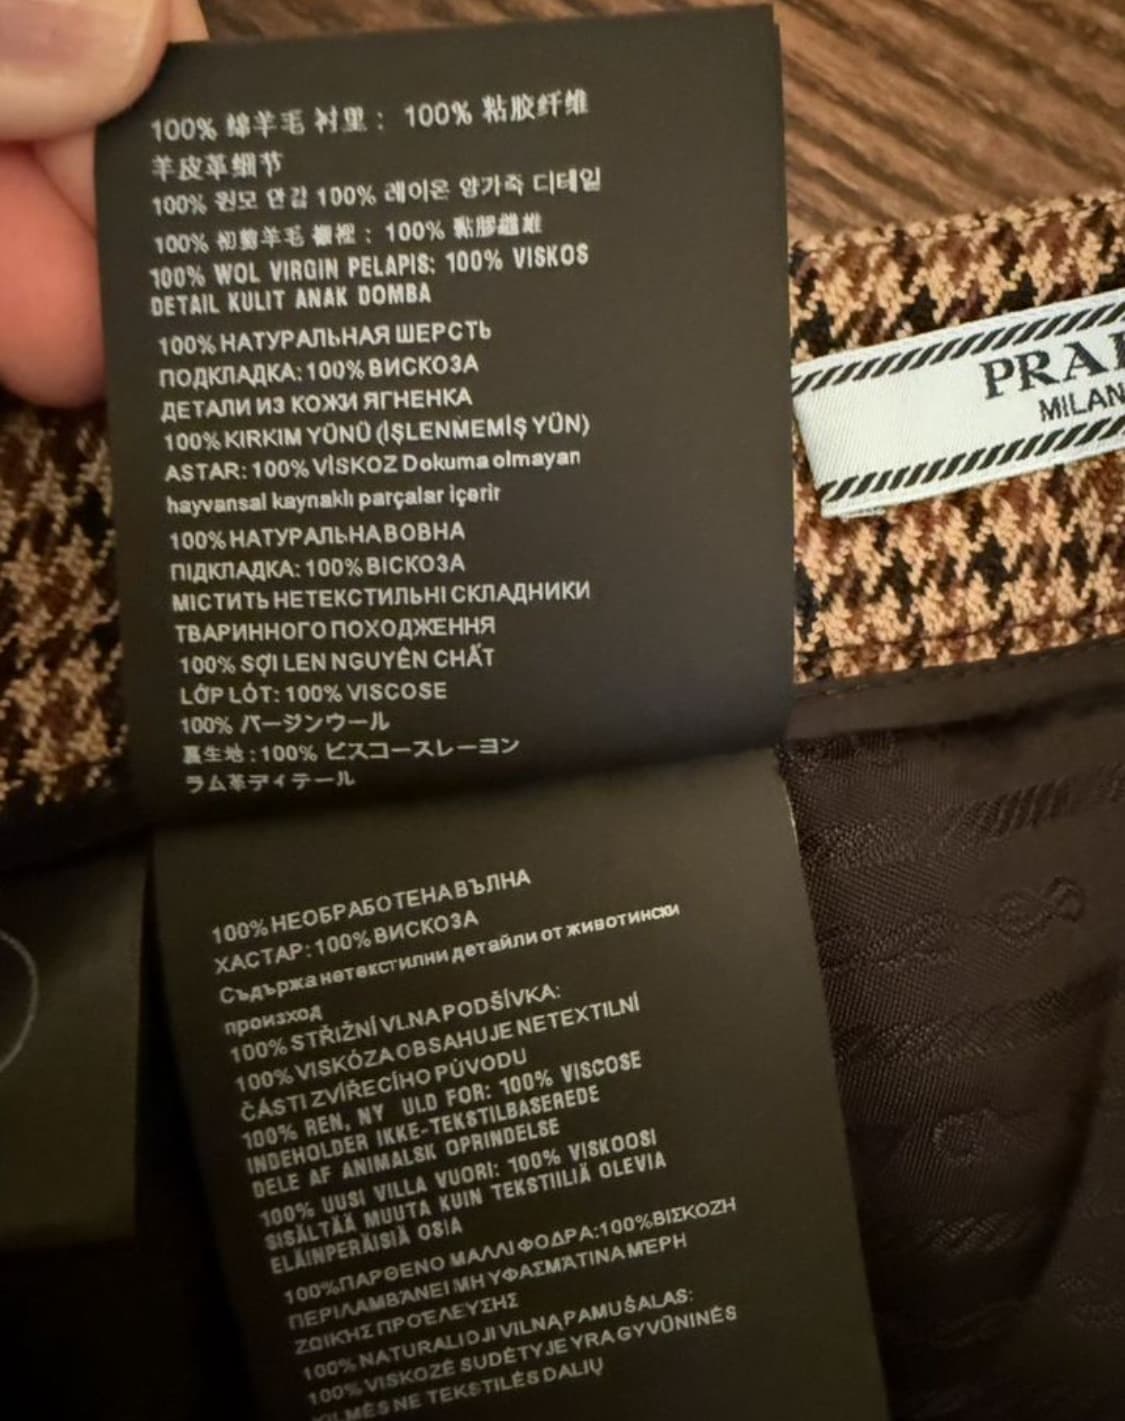 100% 绵羊毛 衬里： 100% 粘胶纤维
羊皮革细节
100% 원모 안감 100% 레이온 양가죽 디테일
100% 初剪羊毛 襯裡： 100% 黏膠纖維
100% WOL VIRGIN PELAPIS: 100% VISKOS
DETAIL KULIT ANAK DOMBA
100% НАТУРАЛЬНАЯ ШЕРСТЬ
ПОДКЛАДКА: 100% ВИСКОЗА
ДЕТАЛИ ИЗ КОЖИ ЯГНЕНКА
100% KIRKIM YÜNÜ (İŞLENMEMİŞ YÜN)
ASTAR: 100% VİSKOZ Dokuma olmayan
hayvansal kaynaklı parçalar içerir
100% НАТУРАЛЬНА ВОВНА
ПІДКЛАДКА: 100% ВІСКОЗА
МІСТИТЬ НЕТЕКСТИЛЬНІ СКЛАДНИКИ
ТВАРИННОГО ПОХОДЖЕННЯ
100% SỢI LEN NGUYÊN CHẤT
LỚP LÓT: 100% VISCOSE
100% バージンウール
裏生地 : 100% ビスコースレーヨン
ラム革ディテール
PRA
MILAN
100% НЕОБРАБОТЕНА ВЪЛНА
ХАСТАР: 100% ВИСКОЗА
Съдържа нетекстилни детайли от животински
произход
100% STŘIŽNÍ VLNA PODŠÍVKA:
100% VISKÓZA OBSAHUJE NETEXTILNÍ
ČÁSTI ZVÍŘECÍHO PŮVODU
100% REN, NY ULD FOR: 100% VISCOSE
INDEHOLDER IKKE-TEKSTILBASEREDE
DELE AF ANIMALSK OPRINDELSE
100% UUSI VILLA VUORI: 100% VISKOOSI
SISÄLTÄÄ MUUTA KUIN TEKSTIILIÄ OLEVIA
ELÄINPERÄISIÄ OSIA
100% ΠΑΡΘΕΝΟ ΜΑΛΛΙ ΦΟΔΡΑ: 100% ΒΙΣΚΟΖΗ
ΠΕΡΙΛΑΜΒΆΝΕΙ ΜΗ ΥΦΑΣΜΆΤΙΝΑ ΜΈΡΗ
ΖΩΙΚΉΣ ΠΡΟΈΛΕΥΣΗΣ
100% NATURALIOJI VILNA PAMUŠALAS:
100% VISKOZĖ SUDĖTYJE YRA GYVŪNINĖS
KILMĖS NE TEKSTILĖS DALIŲ